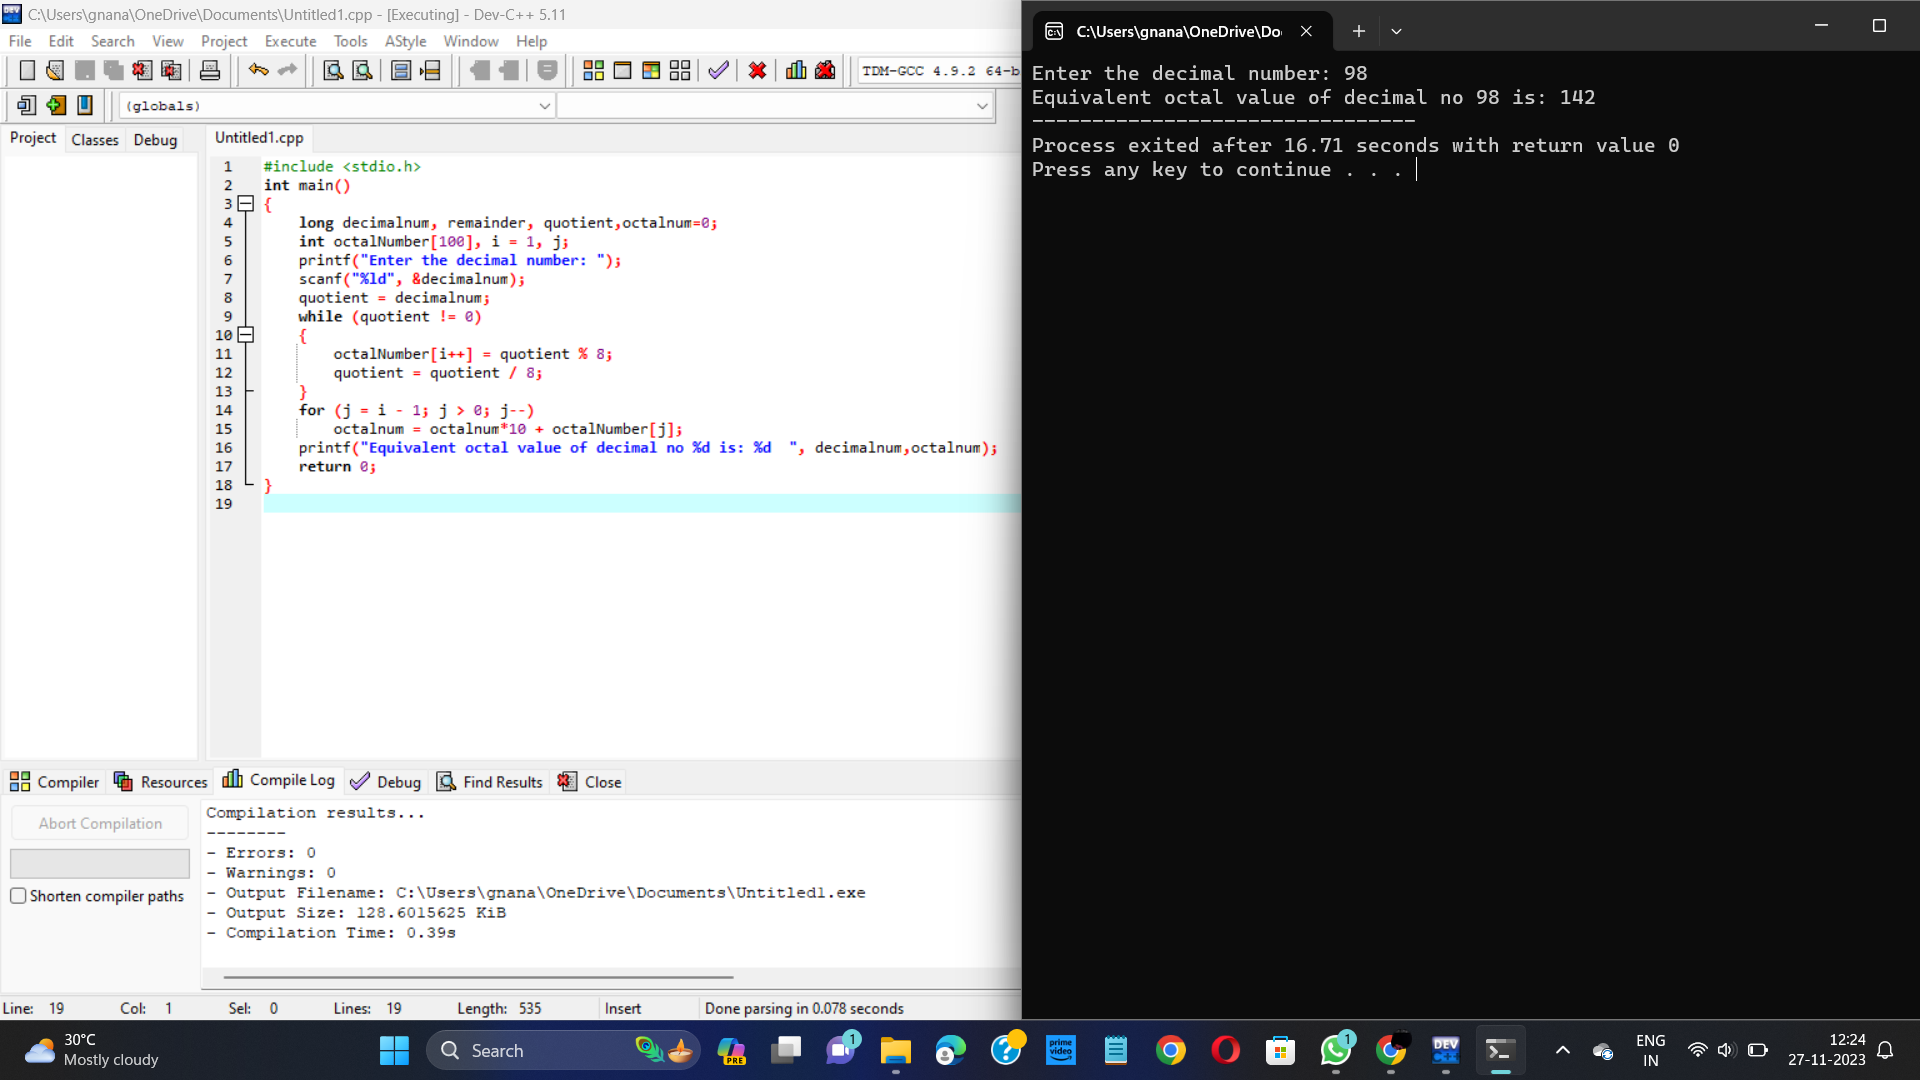 C:\Users\gnana\OneDrive\Documents\Untitled1.cpp - [Executing] - Dev-C++ 5.11
File Edit Search View Project Execute Tools AStyle Window Help
TDM-GCC 4.9.2 64-b
(globals)
Project Classes Debug
Untitled1.cpp
1 #include <stdio.h>
2 int main()
3 {
4 long decimalnum, remainder, quotient,octalnum=0;
5 int octalNumber[100], i = 1, j;
6 printf("Enter the decimal number: ");
7 scanf("%ld", &decimalnum);
8 quotient = decimalnum;
9 while (quotient != 0)
10 {
11 octalNumber[i++] = quotient % 8;
12 quotient = quotient / 8;
13 }
14 for (j = i - 1; j > 0; j--)
15 octalnum = octalnum*10 + octalNumber[j];
16 printf("Equivalent octal value of decimal no %d is: %d  ", decimalnum,octalnum);
17 return 0;
18 }
19
Compiler Resources Compile Log Debug Find Results Close
Abort Compilation
Shorten compiler paths
Compilation results...
--------
- Errors: 0
- Warnings: 0
- Output Filename: C:\Users\gnana\OneDrive\Documents\Untitled1.exe
- Output Size: 128.6015625 KiB
- Compilation Time: 0.39s
Line: 19 Col: 1 Sel: 0 Lines: 19 Length: 535 Insert Done parsing in 0.078 seconds
C:\Users\gnana\OneDrive\Do
Enter the decimal number: 98
Equivalent octal value of decimal no 98 is: 142
--------------------------------
Process exited after 16.71 seconds with return value 0
Press any key to continue . . .
30°C
Mostly cloudy
Search
PRE
1
prime video
1
DEV C++
ENG
IN
12:24
27-11-2023